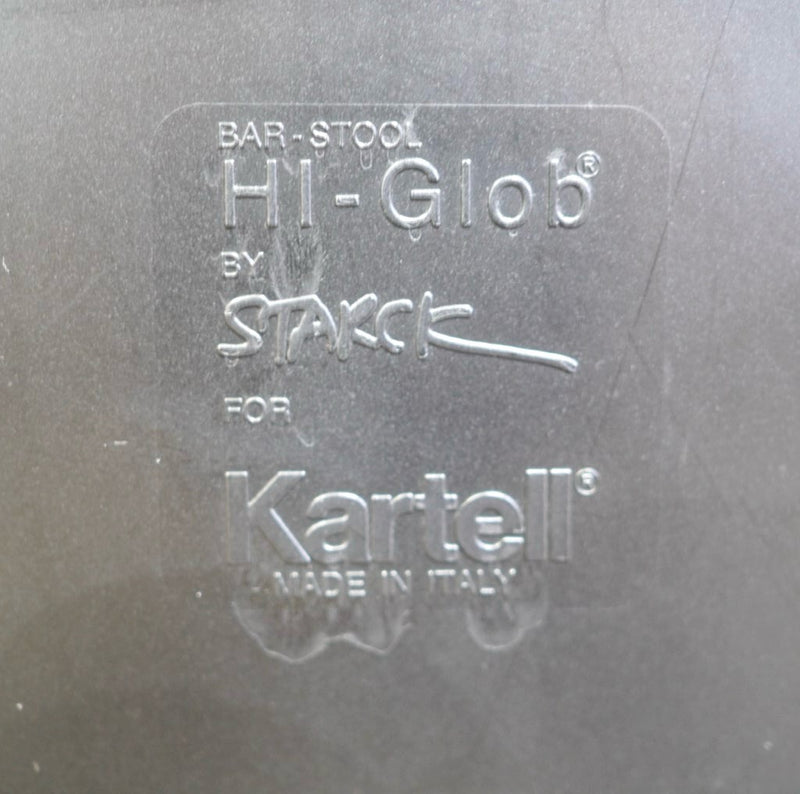 BAR-STOOL
HI-Glob®
BY
STARCK
FOR
Kartell®
MADE IN ITALY